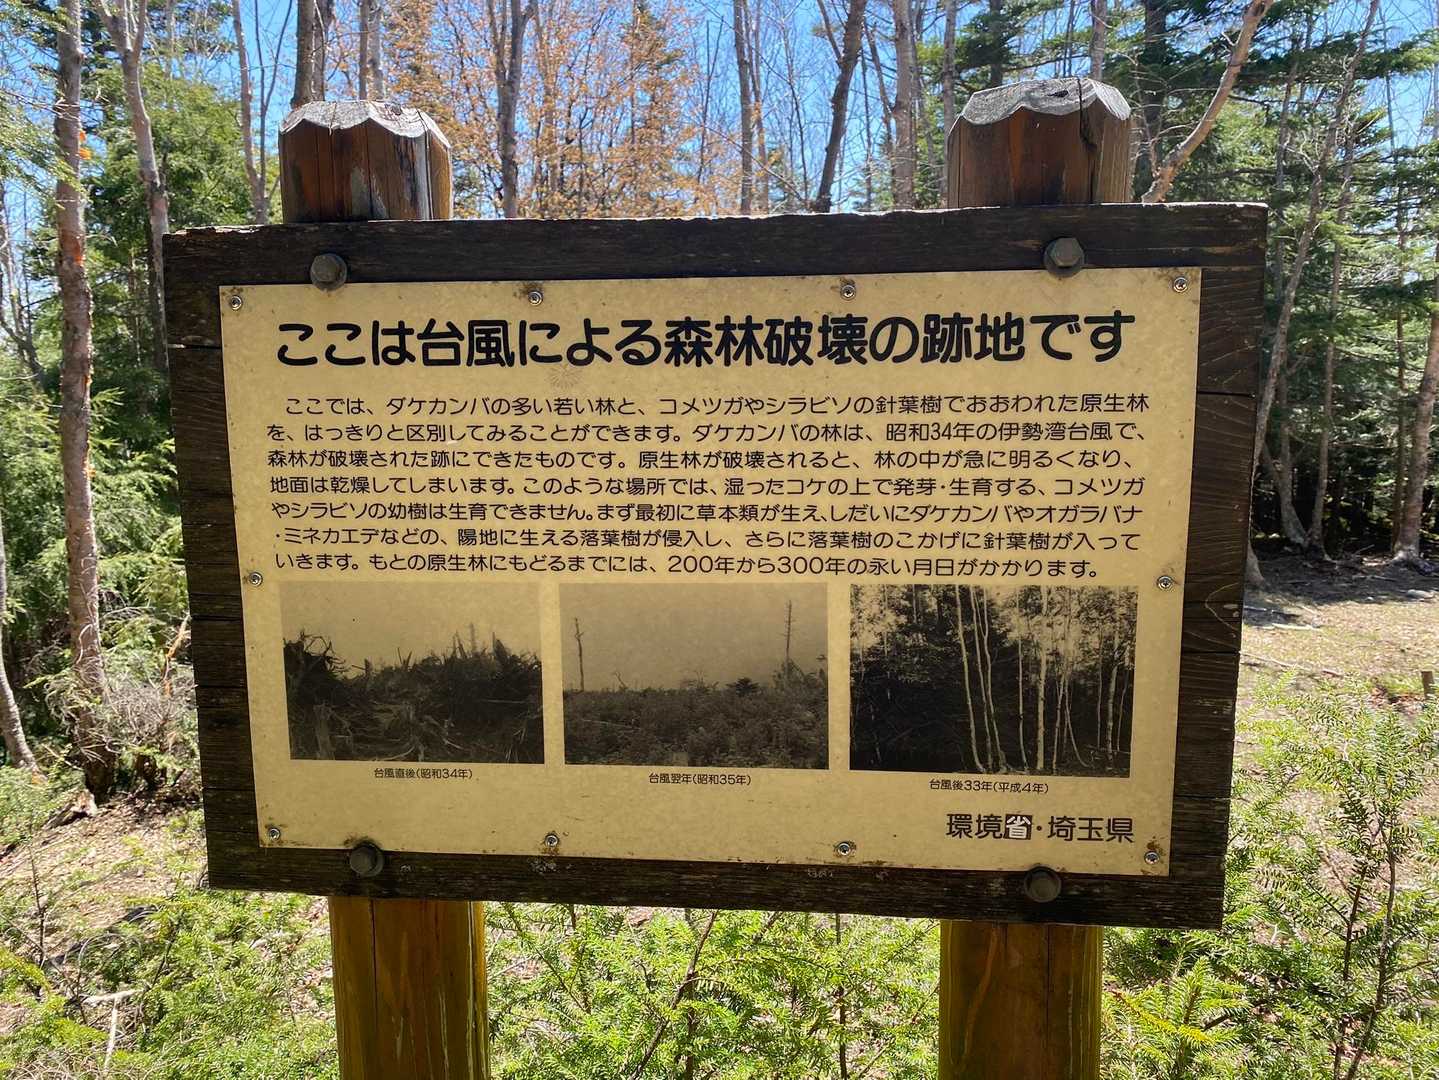 ここは台風による森林破壊の跡地です
ここでは、ダケカンバの多い若い林と、コメツガやシラビソの針葉樹でおおわれた原生林
を、はっきりと区別してみることができます。ダケカンバの林は、昭和34年の伊勢湾台風で、
森林が破壊された跡にできたものです。原生林が破壊されると、林の中が急に明るくなり、
地面は乾燥してしまいます。このような場所では、湿ったコケの上で発芽・生育する、コメツガ
やシラビソの幼樹は生育できません。まず最初に草本類が生え、しだいにダケカンバやオガラバナ
・ミネカエデなどの、陽地に生える落葉樹が侵入し、さらに落葉樹のこかげに針葉樹が入って
いきます。もとの原生林にもどるまでには、200年から300年の永い月日がかかります。
台風直後(昭和34年)
台風翌年(昭和35年)
台風後33年(平成4年)
環境省・埼玉県